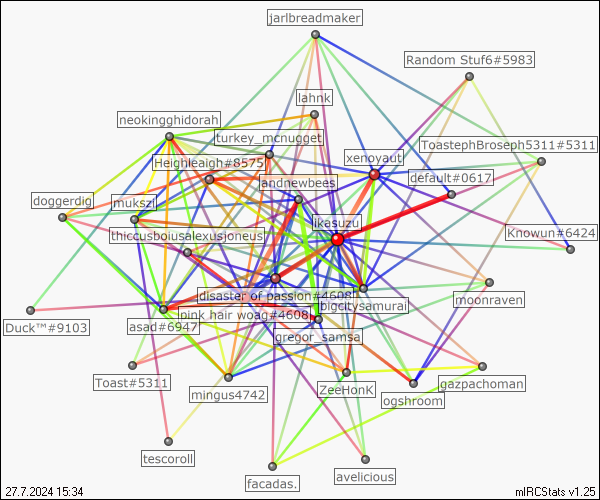 jarlbreadmaker
Random Stuf6#5983
lahnk
neokingghidorah
turkey_mcnugget
ToastephBroseph5311#5311
xenoyaut
Heighleaigh#8575
default#0617
andnewbees
doggerdig
mukszil
ikasuzu
Knowun#6424
thiccusboiusalexusjoneus
disaster of passion#4608
moonraven
bigcitysamurai
pink hair woag#4608
Duck™#9103
asad#6947
gregor_samsa
Toast#5311
mingus4742
ZeeHonK
gazpachoman
ogshroom
tescoroll
facadas.
avelicious
27.7.2024 15:34
mIRCStats v1.25